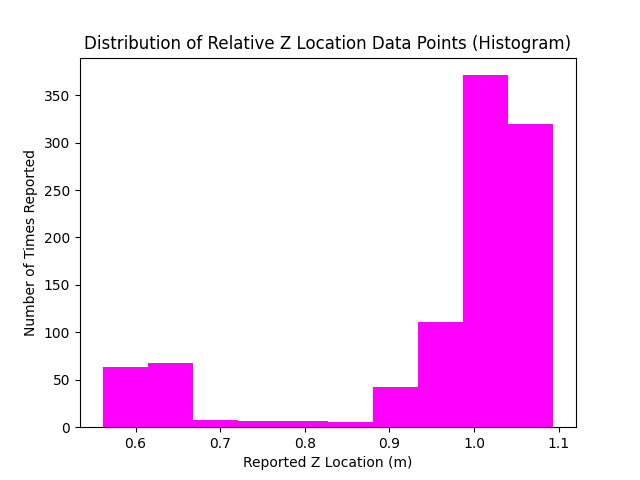 Distribution of Relative Z Location Data Points (Histogram)
Number of Times Reported
350
300
250
200
150
100
50
0
0.6 0.7 0.8 0.9 1.0 1.1
Reported Z Location (m)